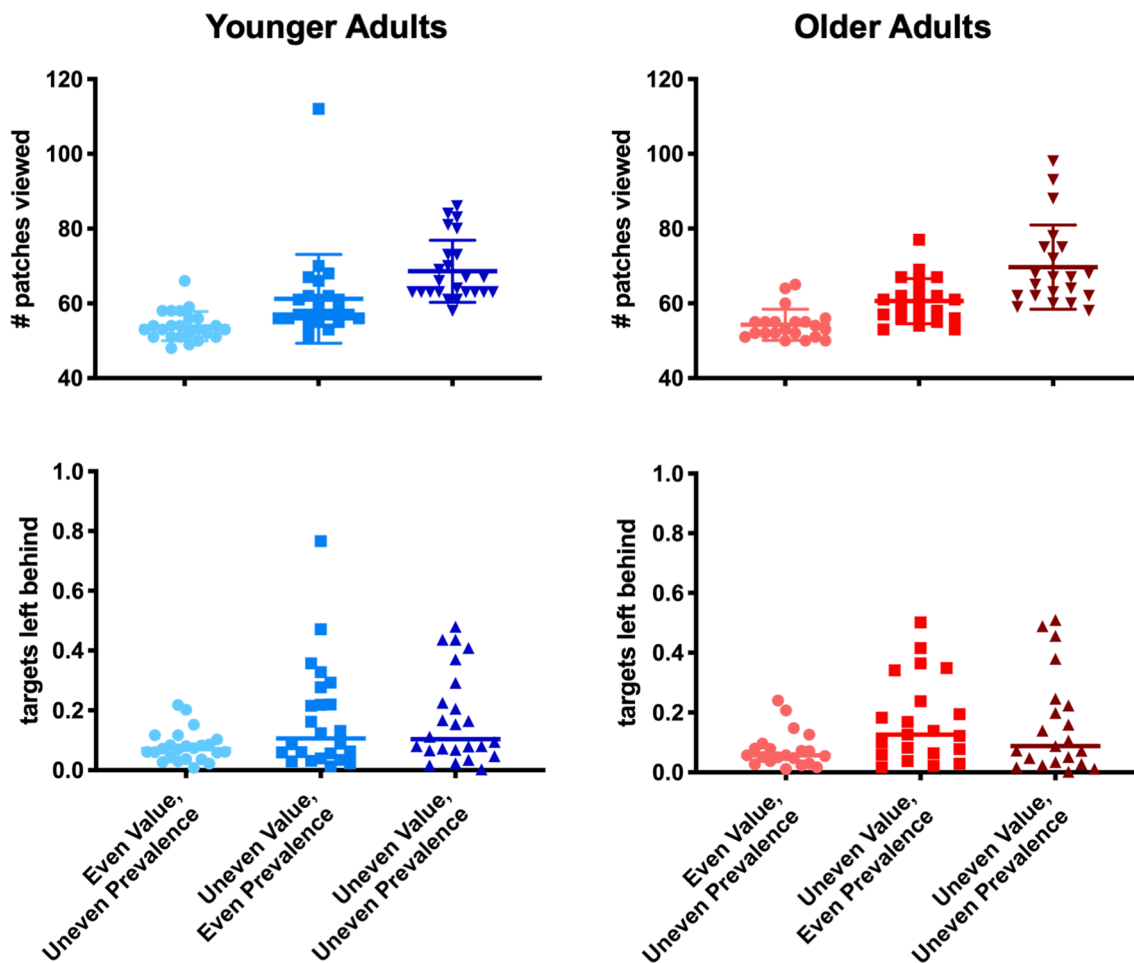 Younger Adults
Older Adults
# patches viewed
120
100
80
60
40
# patches viewed
120
100
80
60
40
targets left behind
1.0
0.8
0.6
0.4
0.2
0.0
targets left behind
1.0
0.8
0.6
0.4
0.2
0.0
Even Value,
Uneven Prevalence
Uneven Value,
Even Prevalence
Uneven Value,
Uneven Prevalence
Even Value,
Uneven Prevalence
Uneven Value,
Even Prevalence
Uneven Value,
Uneven Prevalence